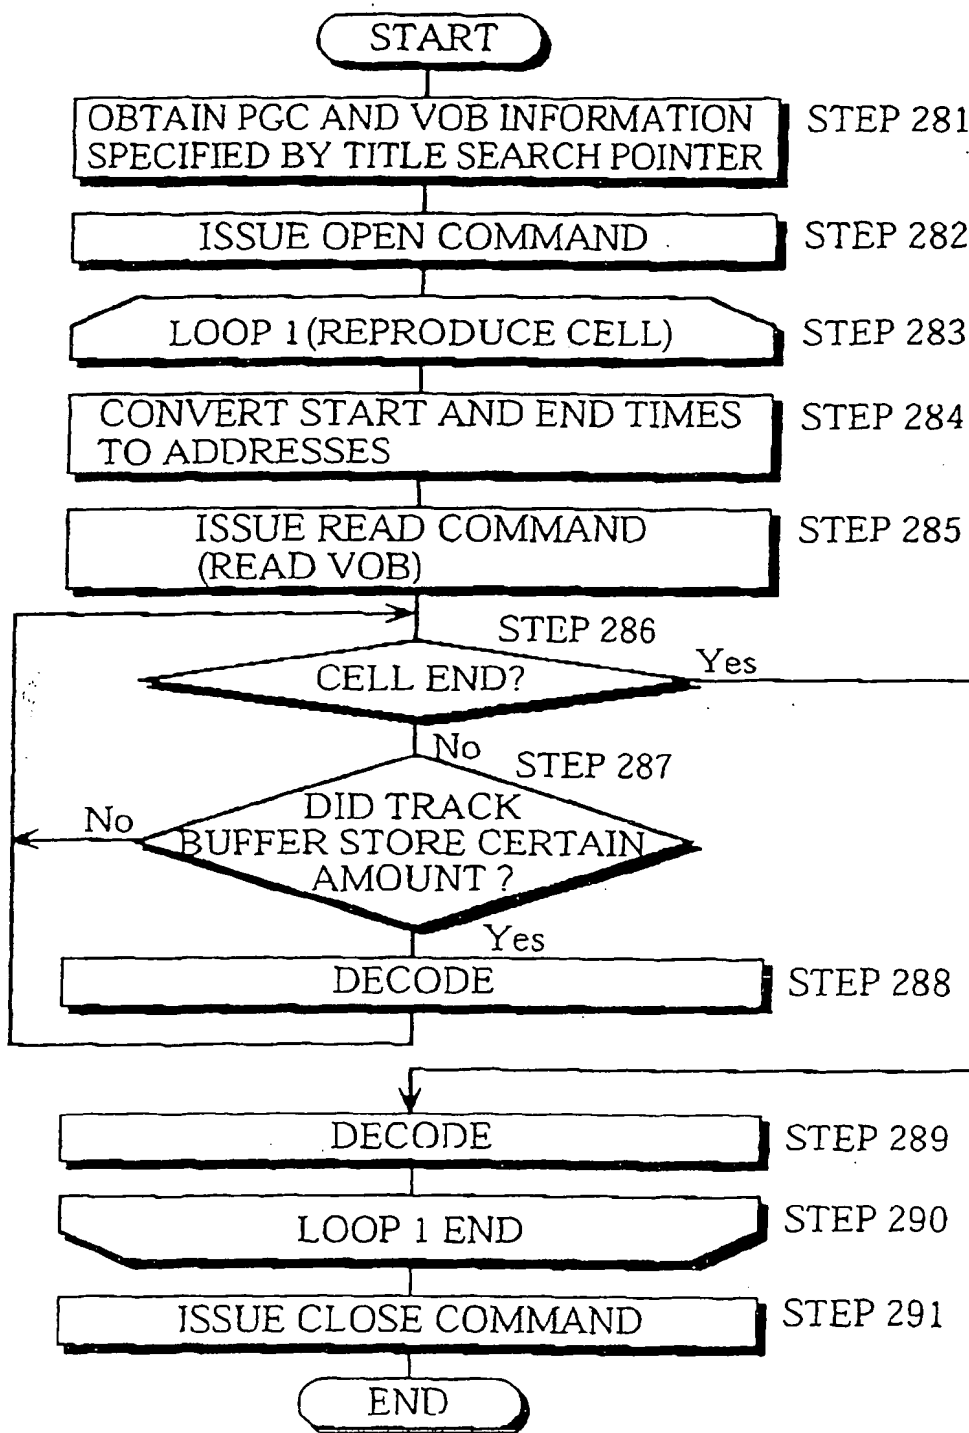 START
OBTAIN PGC AND VOB INFORMATION
SPECIFIED BY TITLE SEARCH POINTER
STEP 281
ISSUE OPEN COMMAND
STEP 282
LOOP 1 (REPRODUCE CELL)
STEP 283
CONVERT START AND END TIMES
TO ADDRESSES
STEP 284
ISSUE READ COMMAND
(READ VOB)
STEP 285
STEP 286
CELL END?
Yes
No
STEP 287
DID TRACK
BUFFER STORE CERTAIN
AMOUNT ?
No
Yes
DECODE
STEP 288
DECODE
STEP 289
LOOP 1 END
STEP 290
ISSUE CLOSE COMMAND
STEP 291
END